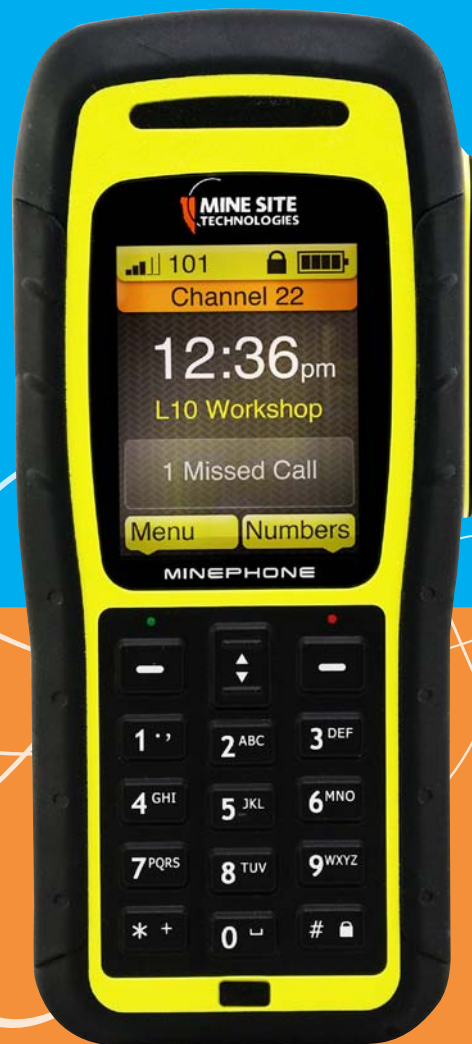 MINE SITE
TECHNOLOGIES
101
Channel 22
12:36pm
L10 Workshop
1 Missed Call
Menu Numbers
MINEPHONE
1 ., 2 ABC 3 DEF
4 GHI 5 JKL 6 MNO
7 PQRS 8 TUV 9 WXYZ
* + 0 ⎵ #